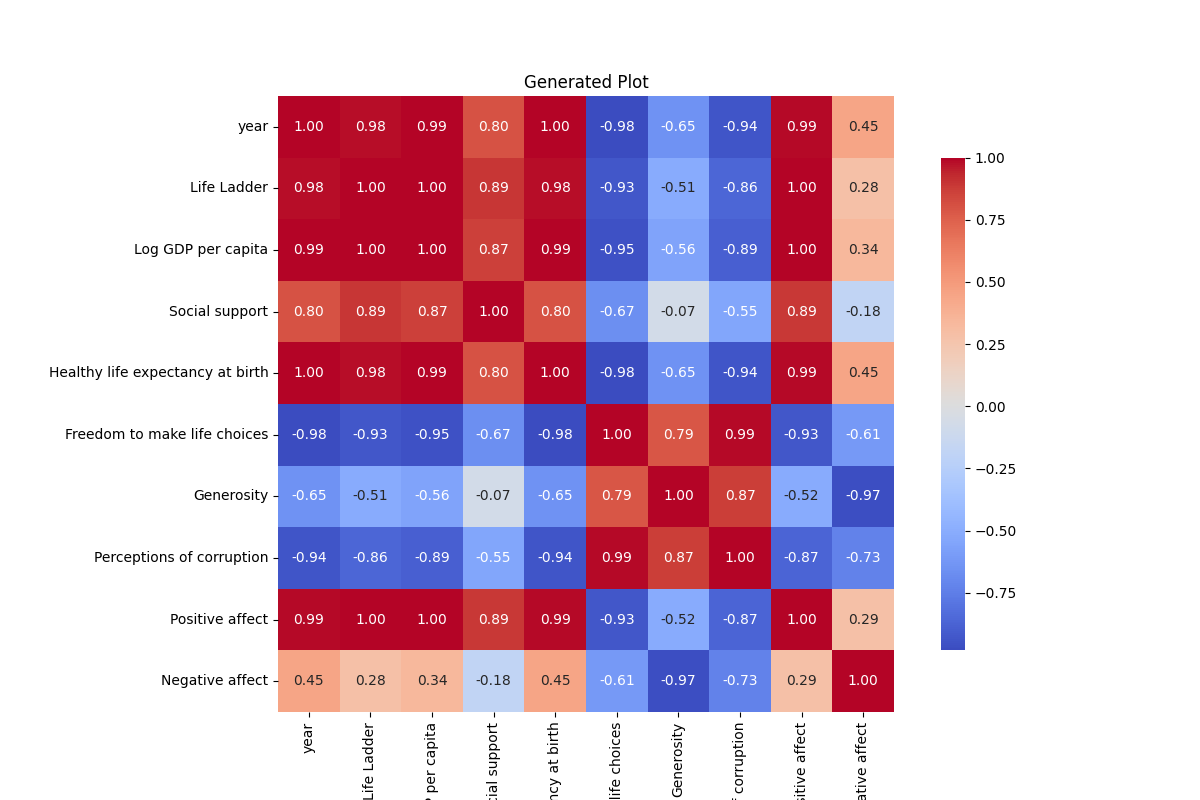 Generated Plot
year 1.00 0.98 0.99 0.80 1.00 -0.98 -0.65 -0.94 0.99 0.45
Life Ladder 0.98 1.00 1.00 0.89 0.98 -0.93 -0.51 -0.86 1.00 0.28
Log GDP per capita 0.99 1.00 1.00 0.87 0.99 -0.95 -0.56 -0.89 1.00 0.34
Social support 0.80 0.89 0.87 1.00 0.80 -0.67 -0.07 -0.55 0.89 -0.18
Healthy life expectancy at birth 1.00 0.98 0.99 0.80 1.00 -0.98 -0.65 -0.94 0.99 0.45
Freedom to make life choices -0.98 -0.93 -0.95 -0.67 -0.98 1.00 0.79 0.99 -0.93 -0.61
Generosity -0.65 -0.51 -0.56 -0.07 -0.65 0.79 1.00 0.87 -0.52 -0.97
Perceptions of corruption -0.94 -0.86 -0.89 -0.55 -0.94 0.99 0.87 1.00 -0.87 -0.73
Positive affect 0.99 1.00 1.00 0.89 0.99 -0.93 -0.52 -0.87 1.00 0.29
Negative affect 0.45 0.28 0.34 -0.18 0.45 -0.61 -0.97 -0.73 0.29 1.00
year
Life Ladder
per capita
support
at birth
life choices
Generosity
corruption
affect
affect
1.00
0.75
0.50
0.25
0.00
−0.25
−0.50
−0.75